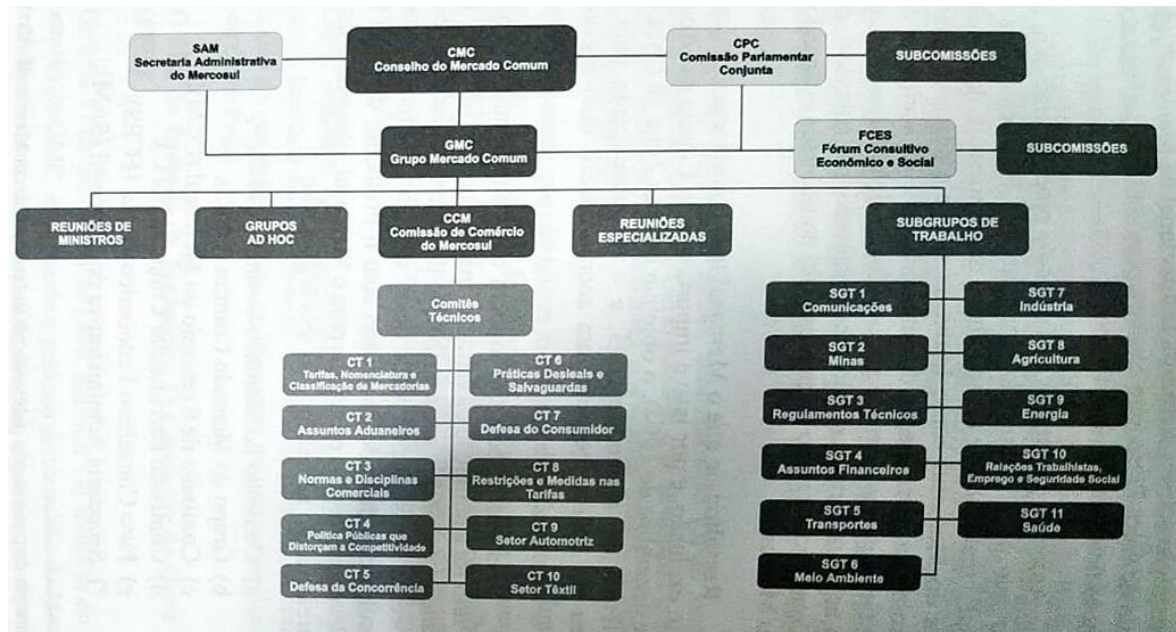 SAM
Secretaria Administrativa
do Mercosul
CMC
Conselho do Mercado Comum
CPC
Comissão Parlamentar
Conjunta
SUBCOMISSÕES
GMC
Grupo Mercado Comum
FCES
Fórum Consultivo
Econômico e Social
SUBCOMISSÕES
REUNIÕES DE
MINISTROS
GRUPOS
AD HOC
CCM
Comissão de Comércio
do Mercosul
REUNIÕES
ESPECIALIZADAS
SUBGRUPOS DE
TRABALHO
Comitês
Técnicos
CT 1
Tarifas, Nomenclatura e
Classificação de Mercadorias
CT 6
Práticas Desleais e
Salvaguardas
CT 2
Assuntos Aduaneiros
CT 7
Defesa do Consumidor
CT 3
Normas e Disciplinas
Comerciais
CT 8
Restrições e Medidas nas
Tarifas
CT 4
Política Públicas que
Distorçam a Competitividade
CT 9
Setor Automotriz
CT 5
Defesa da Concorrência
CT 10
Setor Têxtil
SGT 1
Comunicações
SGT 7
Indústria
SGT 2
Minas
SGT 8
Agricultura
SGT 3
Regulamentos Técnicos
SGT 9
Energia
SGT 4
Assuntos Financeiros
SGT 10
Relações Trabalhistas,
Emprego e Seguridade Social
SGT 5
Transportes
SGT 11
Saúde
SGT 6
Meio Ambiente